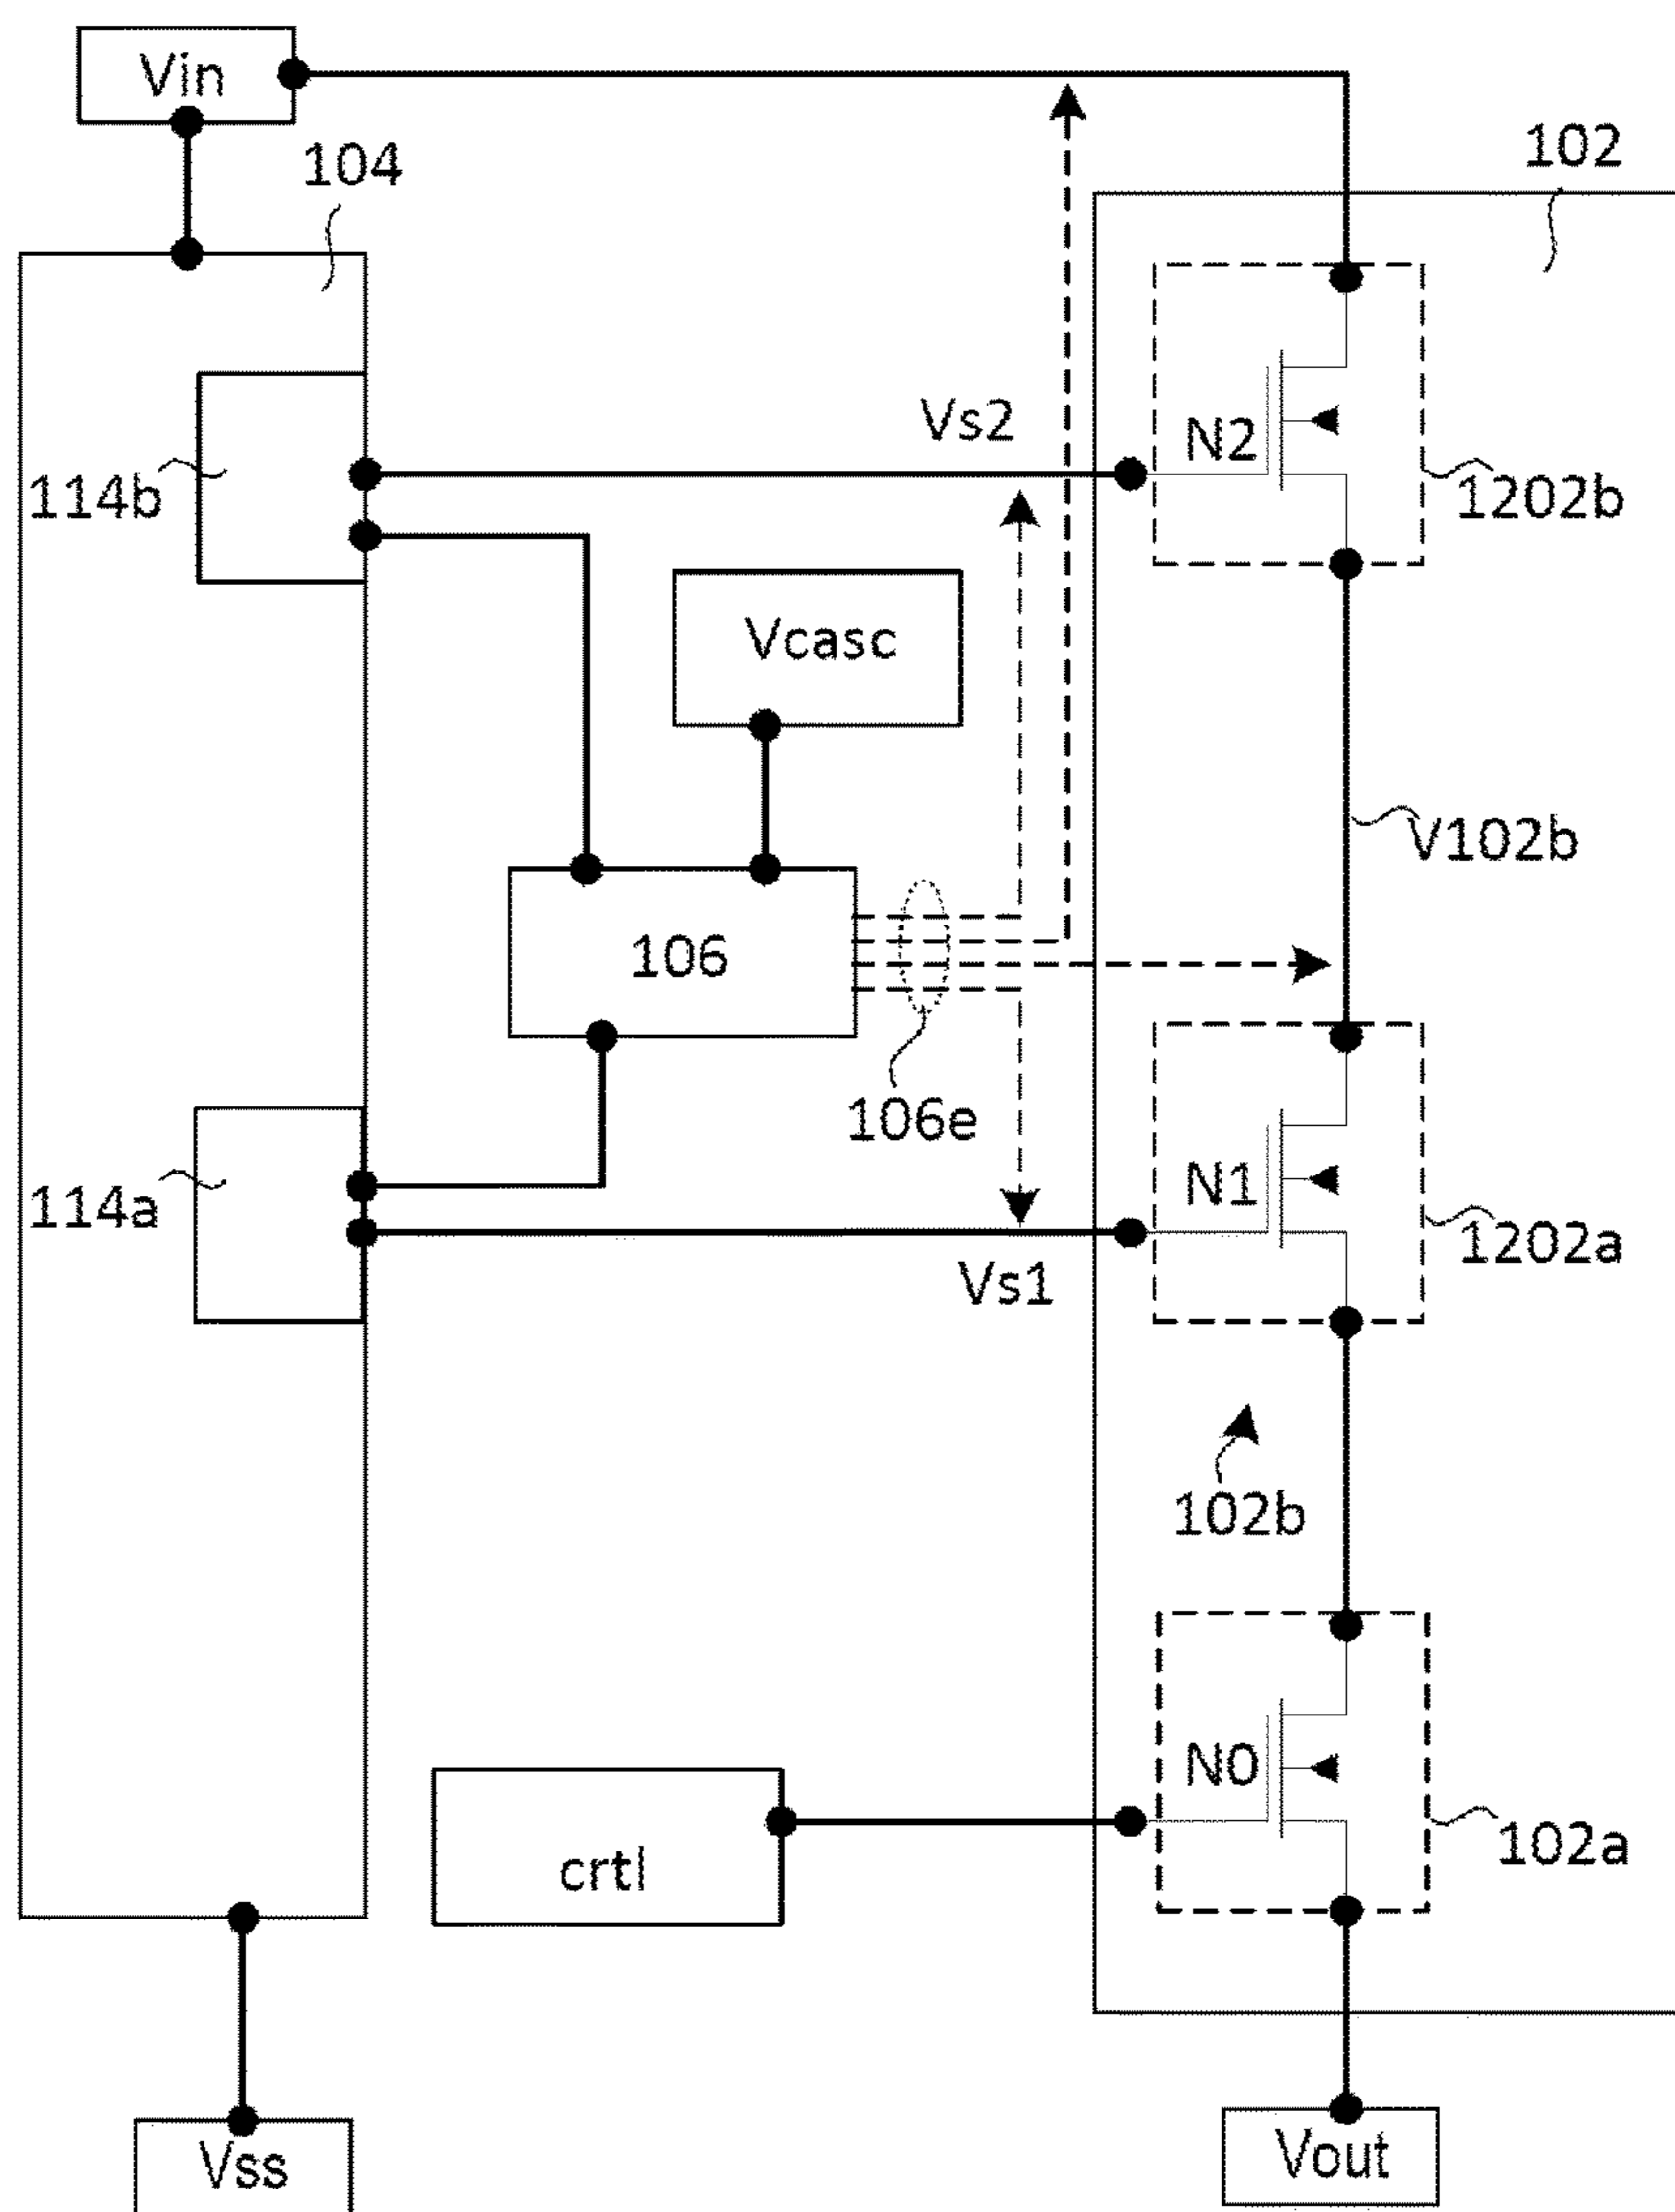 Vin
104
102
Vs2
N2
114b
1202b
Vcasc
V102b
106
106e
N1
114a
1202a
Vs1
102b
N0
crtl
102a
Vss
Vout